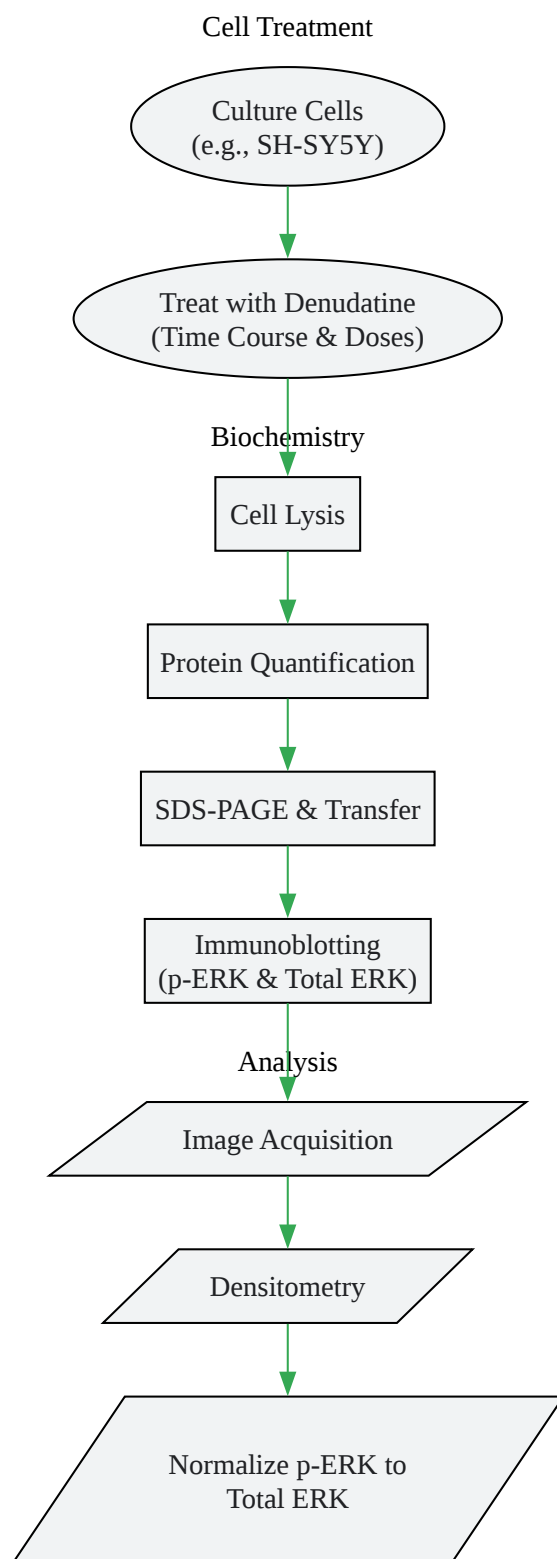 Cell Treatment
Culture Cells
(e.g., SH-SY5Y)
Treat with Denudatine
(Time Course & Doses)
Biochemistry
Cell Lysis
Protein Quantification
SDS-PAGE & Transfer
Immunoblotting
(p-ERK & Total ERK)
Analysis
Image Acquisition
Densitometry
Normalize p-ERK to
Total ERK